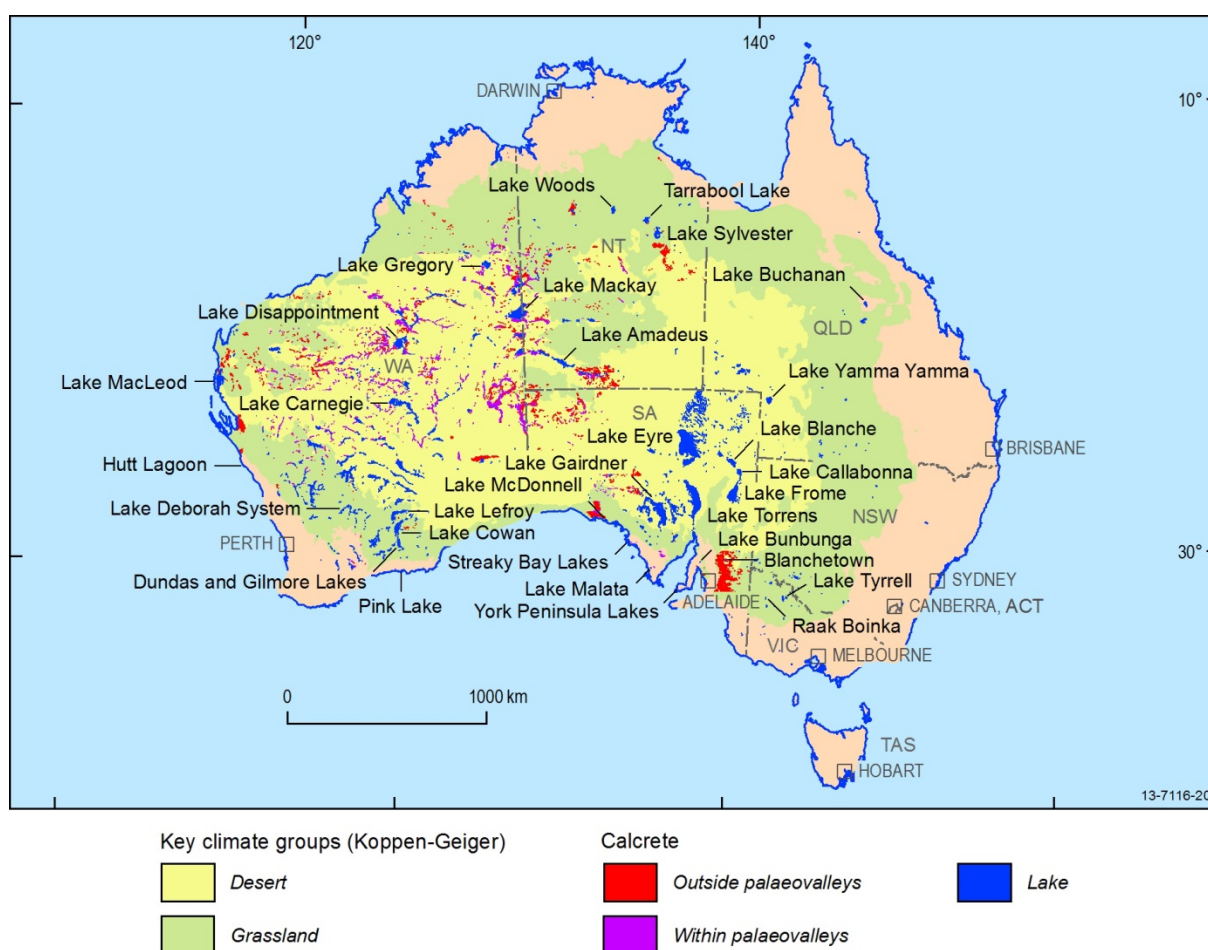 120°
140°
DARWIN
10°
Lake Woods
Tarrabool Lake
NT
Lake Sylvester
Lake Gregory
Lake Buchanan
Lake Mackay
Lake Disappointment
QLD
Lake Amadeus
WA
Lake MacLeod
Lake Yamma Yamma
Lake Carnegie
SA
Lake Eyre
Lake Blanche
BRISBANE
Hutt Lagoon
Lake Gairdner
Lake Callabonna
Lake McDonnell
Lake Frome
Lake Deborah System
Lake Lefroy
Lake Torrens
NSW
Lake Cowan
Lake Bunbunga
PERTH
30°
Streaky Bay Lakes
Blanchetown
Dundas and Gilmore Lakes
Lake Malata
Lake Tyrrell
SYDNEY
Pink Lake
York Peninsula Lakes
ADELAIDE
CANBERRA, ACT
Raak Boinka
VIC
MELBOURNE
0
1000 km
TAS
HOBART
13-7116-20
Key climate groups (Koppen-Geiger)
Calcrete
Desert
Outside palaeovalleys
Lake
Grassland
Within palaeovalleys